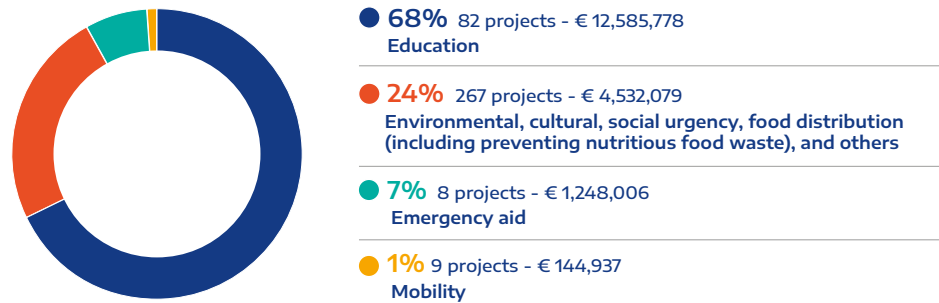 68% 82 projects - € 12,585,778
Education
24% 267 projects - € 4,532,079
Environmental, cultural, social urgency, food distribution
(including preventing nutritious food waste), and others
7% 8 projects - € 1,248,006
Emergency aid
1% 9 projects - € 144,937
Mobility